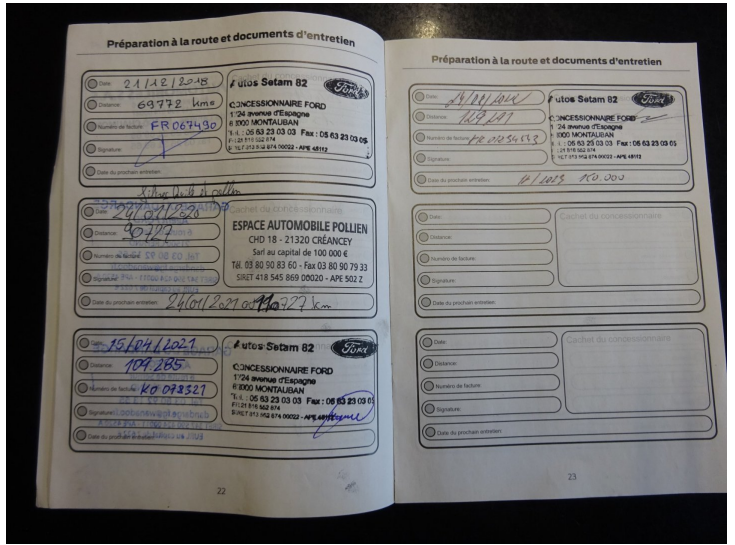 Préparation à la route et documents d'entretien
Date: 21/12/2018
Distance: 69772 kms
Numéro de facture: FR067490
Signature:
Date du prochain entretien:
Autos Setam 82
Ford
CONCESSIONNAIRE FORD
1724 avenue d'Espagne
82000 MONTAUBAN
Tél. : 05 63 23 03 03 Fax : 05 63 23 03 05
Date: 24/01/2020
Distance: 90727
Numéro de facture:
Signature:
Date du prochain entretien: 24/01/2021 ou 110727 km
Cachet du concessionnaire
ESPACE AUTOMOBILE POLLIEN
CHD 18 - 21320 CRÉANCEY
Sarl au capital de 100 000 €
Tél. 03 80 90 83 60 - Fax 03 80 90 79 33
SIRET 418 545 869 00020 - APE 502 Z
Date: 15/04/2021
Distance: 109.285
Numéro de facture: KO 078321
Signature:
Date du prochain entretien:
Autos Setam 82
Ford
CONCESSIONNAIRE FORD
1724 avenue d'Espagne
82000 MONTAUBAN
Tél. : 05 63 23 03 03 Fax : 05 63 23 03 05
22
Préparation à la route et documents d'entretien
Date:
Distance:
Numéro de facture:
Signature:
Date du prochain entretien:
Autos Setam 82
Ford
CONCESSIONNAIRE FORD
1724 avenue d'Espagne
82000 MONTAUBAN
Tél. : 05 63 23 03 03 Fax : 05 63 23 03 05
Date:
Distance:
Numéro de facture:
Signature:
Date du prochain entretien:
Cachet du concessionnaire
Date:
Distance:
Numéro de facture:
Signature:
Date du prochain entretien:
Cachet du concessionnaire
23